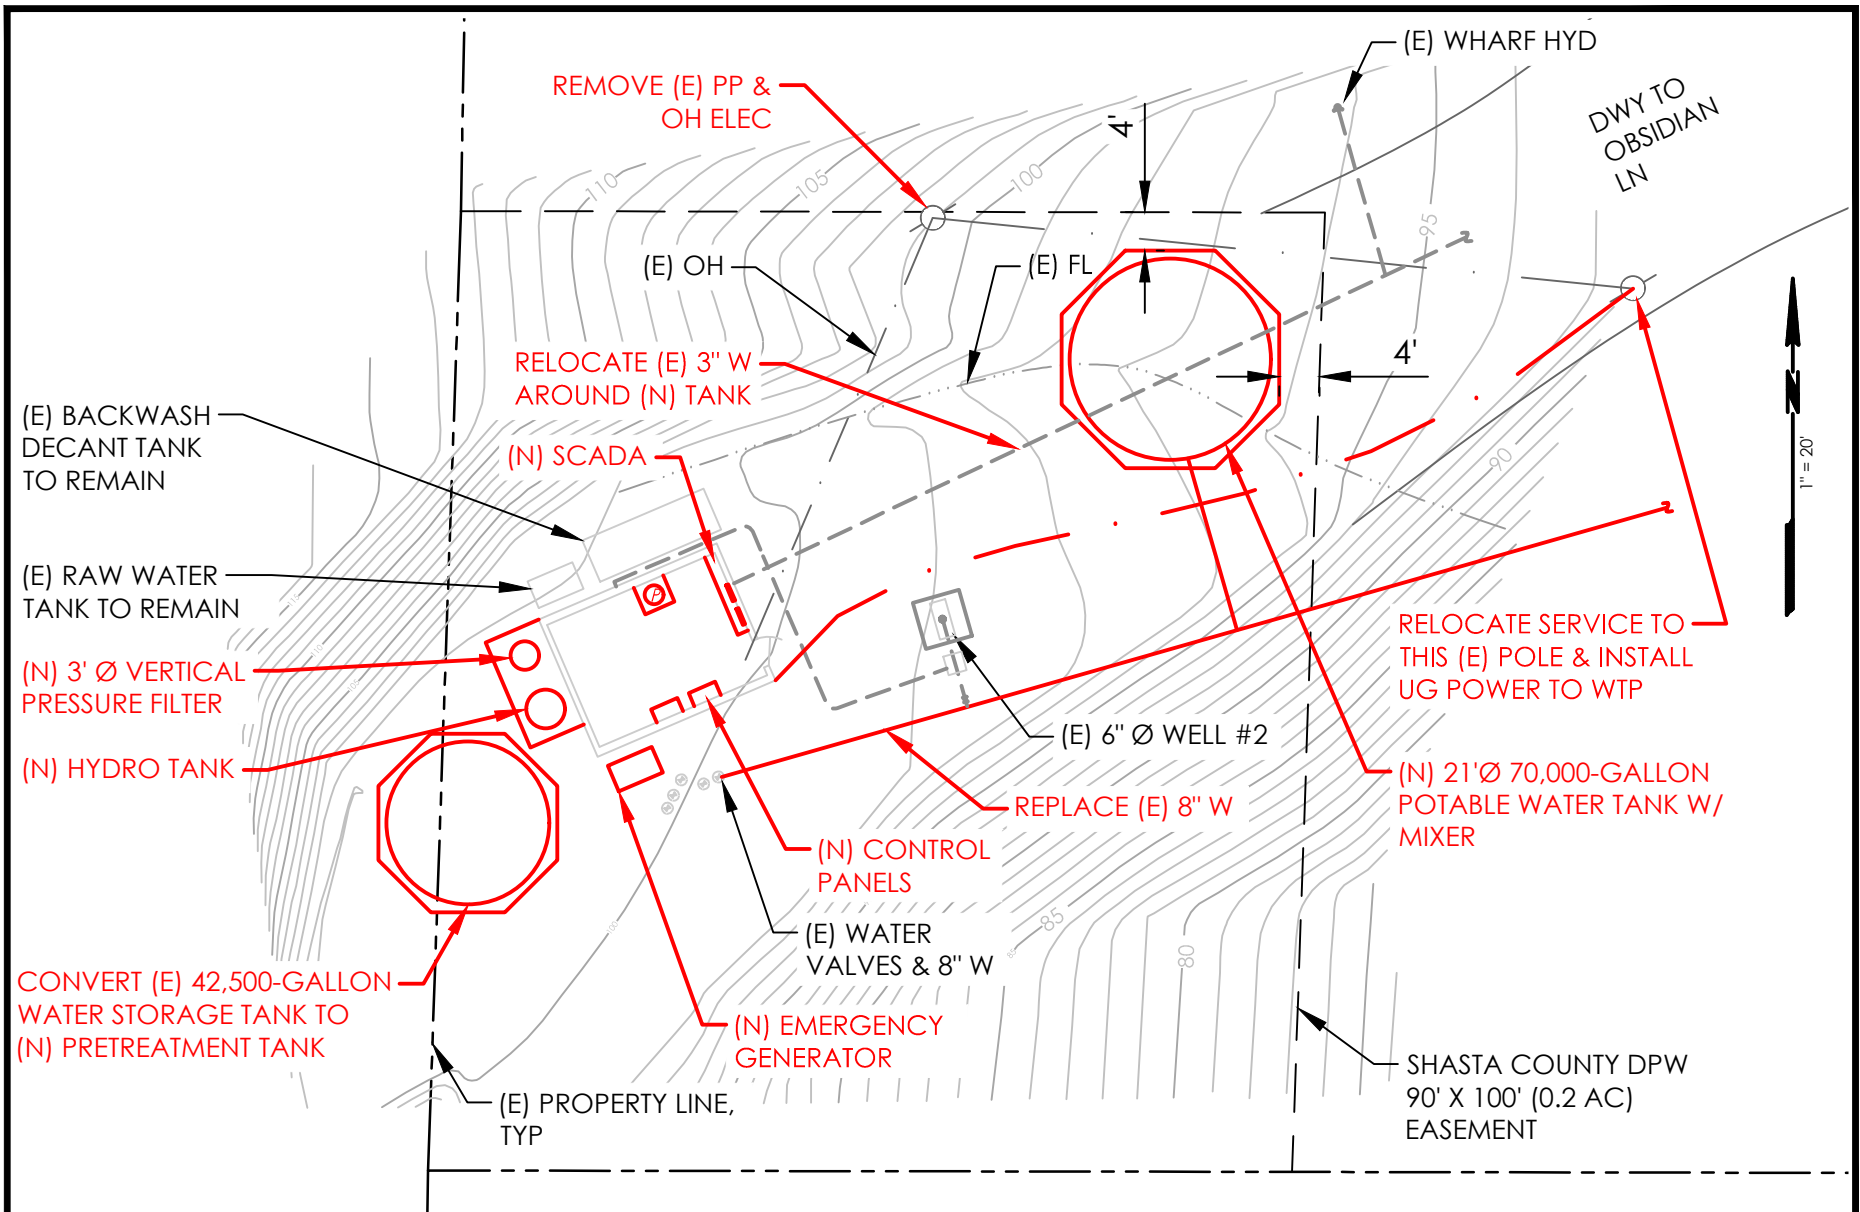 (E) WHARF HYD
REMOVE (E) PP &
OH ELEC
4'
DWY TO
OBSIDIAN
LN
110
105
100
95
(E) OH
(E) FL
RELOCATE (E) 3" W
AROUND (N) TANK
4'
N
1" = 20'
(E) BACKWASH
DECANT TANK
TO REMAIN
(N) SCADA
90
(E) RAW WATER
TANK TO REMAIN
P
115
110
105
(N) 3' Ø VERTICAL
PRESSURE FILTER
RELOCATE SERVICE TO
THIS (E) POLE & INSTALL
UG POWER TO WTP
(E) 6" Ø WELL #2
(N) HYDRO TANK
(N) 21'Ø 70,000-GALLON
POTABLE WATER TANK W/
MIXER
REPLACE (E) 8" W
(N) CONTROL
PANELS
85
80
100
85
(E) WATER
VALVES & 8" W
CONVERT (E) 42,500-GALLON
WATER STORAGE TANK TO
(N) PRETREATMENT TANK
(N) EMERGENCY
GENERATOR
SHASTA COUNTY DPW
90' X 100' (0.2 AC)
EASEMENT
(E) PROPERTY LINE,
TYP